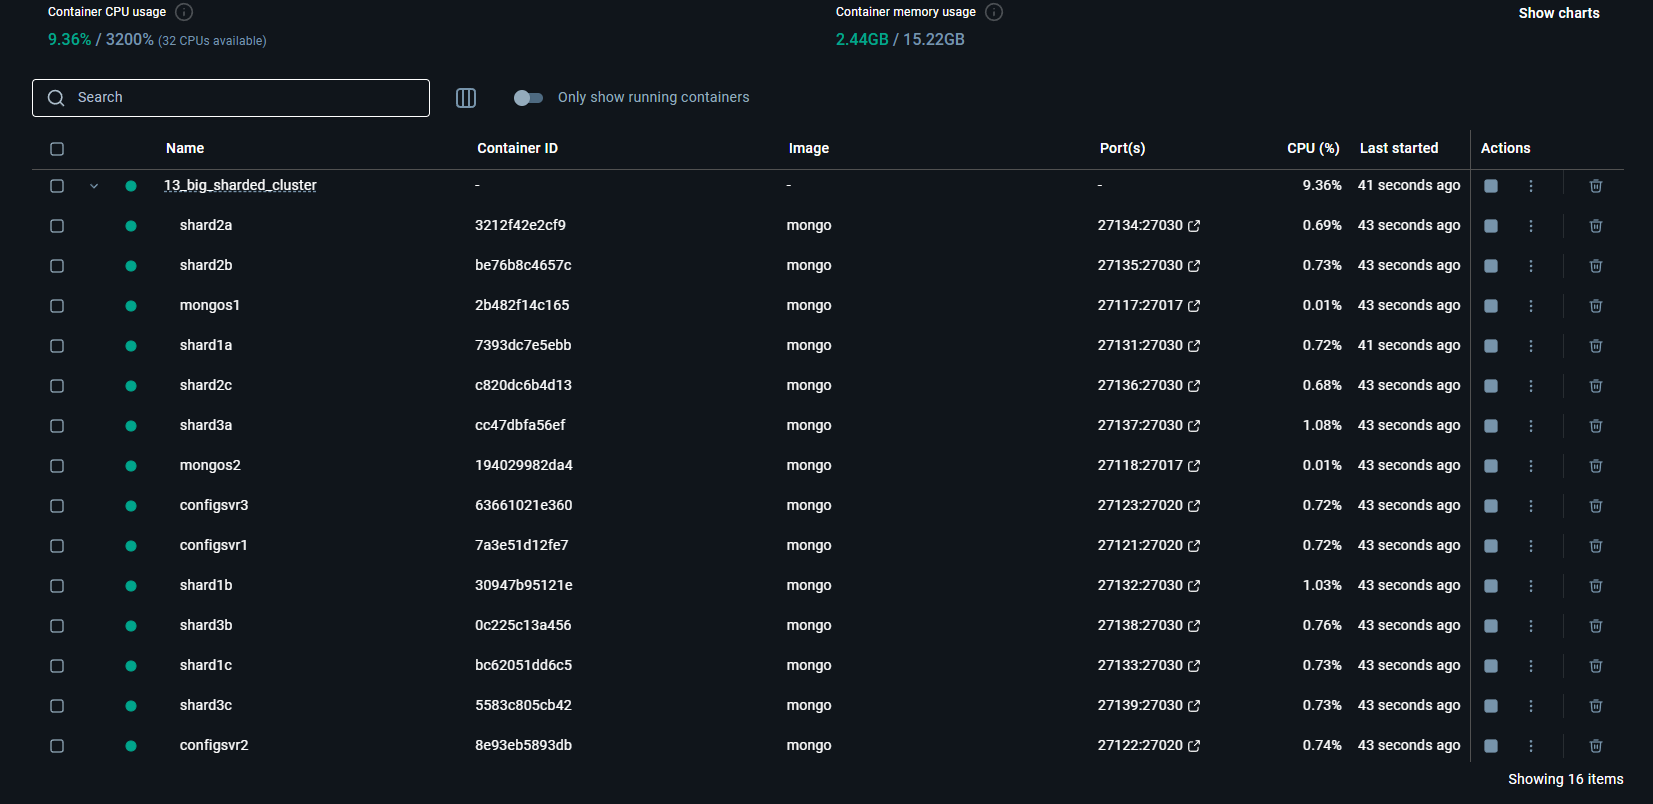 Container CPU usage
9.36% / 3200% (32 CPUs available)
Container memory usage
2.44GB / 15.22GB
Show charts
Search
Only show running containers
Name Container ID Image Port(s) CPU (%) Last started Actions
13_big_sharded_cluster - - - 9.36% 41 seconds ago
shard2a 3212f42e2cf9 mongo 27134:27030 0.69% 43 seconds ago
shard2b be76b8c4657c mongo 27135:27030 0.73% 43 seconds ago
mongos1 2b482f14c165 mongo 27117:27017 0.01% 43 seconds ago
shard1a 7393dc7e5ebb mongo 27131:27030 0.72% 41 seconds ago
shard2c c820dc6b4d13 mongo 27136:27030 0.68% 43 seconds ago
shard3a cc47dbfa56ef mongo 27137:27030 1.08% 43 seconds ago
mongos2 194029982da4 mongo 27118:27017 0.01% 43 seconds ago
configsvr3 63661021e360 mongo 27123:27020 0.72% 43 seconds ago
configsvr1 7a3e51d12fe7 mongo 27121:27020 0.72% 43 seconds ago
shard1b 30947b95121e mongo 27132:27030 1.03% 43 seconds ago
shard3b 0c225c13a456 mongo 27138:27030 0.76% 43 seconds ago
shard1c bc62051dd6c5 mongo 27133:27030 0.73% 43 seconds ago
shard3c 5583c805cb42 mongo 27139:27030 0.73% 43 seconds ago
configsvr2 8e93eb5893db mongo 27122:27020 0.74% 43 seconds ago
Showing 16 items